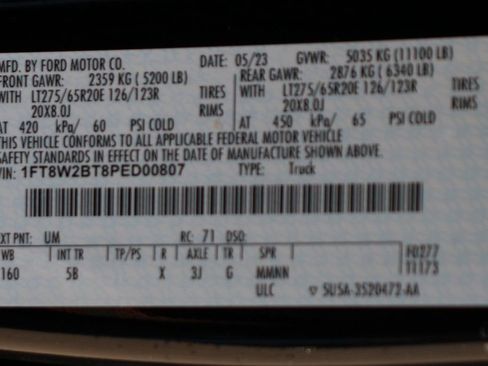 MFD. BY FORD MOTOR CO. DATE: 05/23 GVWR: 5035 KG (11100 LB)
FRONT GAWR: 2359 KG (5200 LB) REAR GAWR: 2876 KG (6340 LB)
WITH LT275/65R20E 126/123R TIRES WITH LT275/65R20E 126/123R TIRES
20X8.0J RIMS 20X8.0J RIMS
AT 420 kPa/ 60 PSI COLD AT 450 kPa/ 65 PSI COLD
THIS VEHICLE CONFORMS TO ALL APPLICABLE FEDERAL MOTOR VEHICLE
SAFETY STANDARDS IN EFFECT ON THE DATE OF MANUFACTURE SHOWN ABOVE.
VIN: 1FT8W2BT8PED00807 TYPE: Truck
EXT PNT: UM RC: 71 DSO:
WB INT TR TP/PS R AXLE TR SPR
160 5B X 3J G MMNN
ULC ▽ 5U5A-3520472-AA